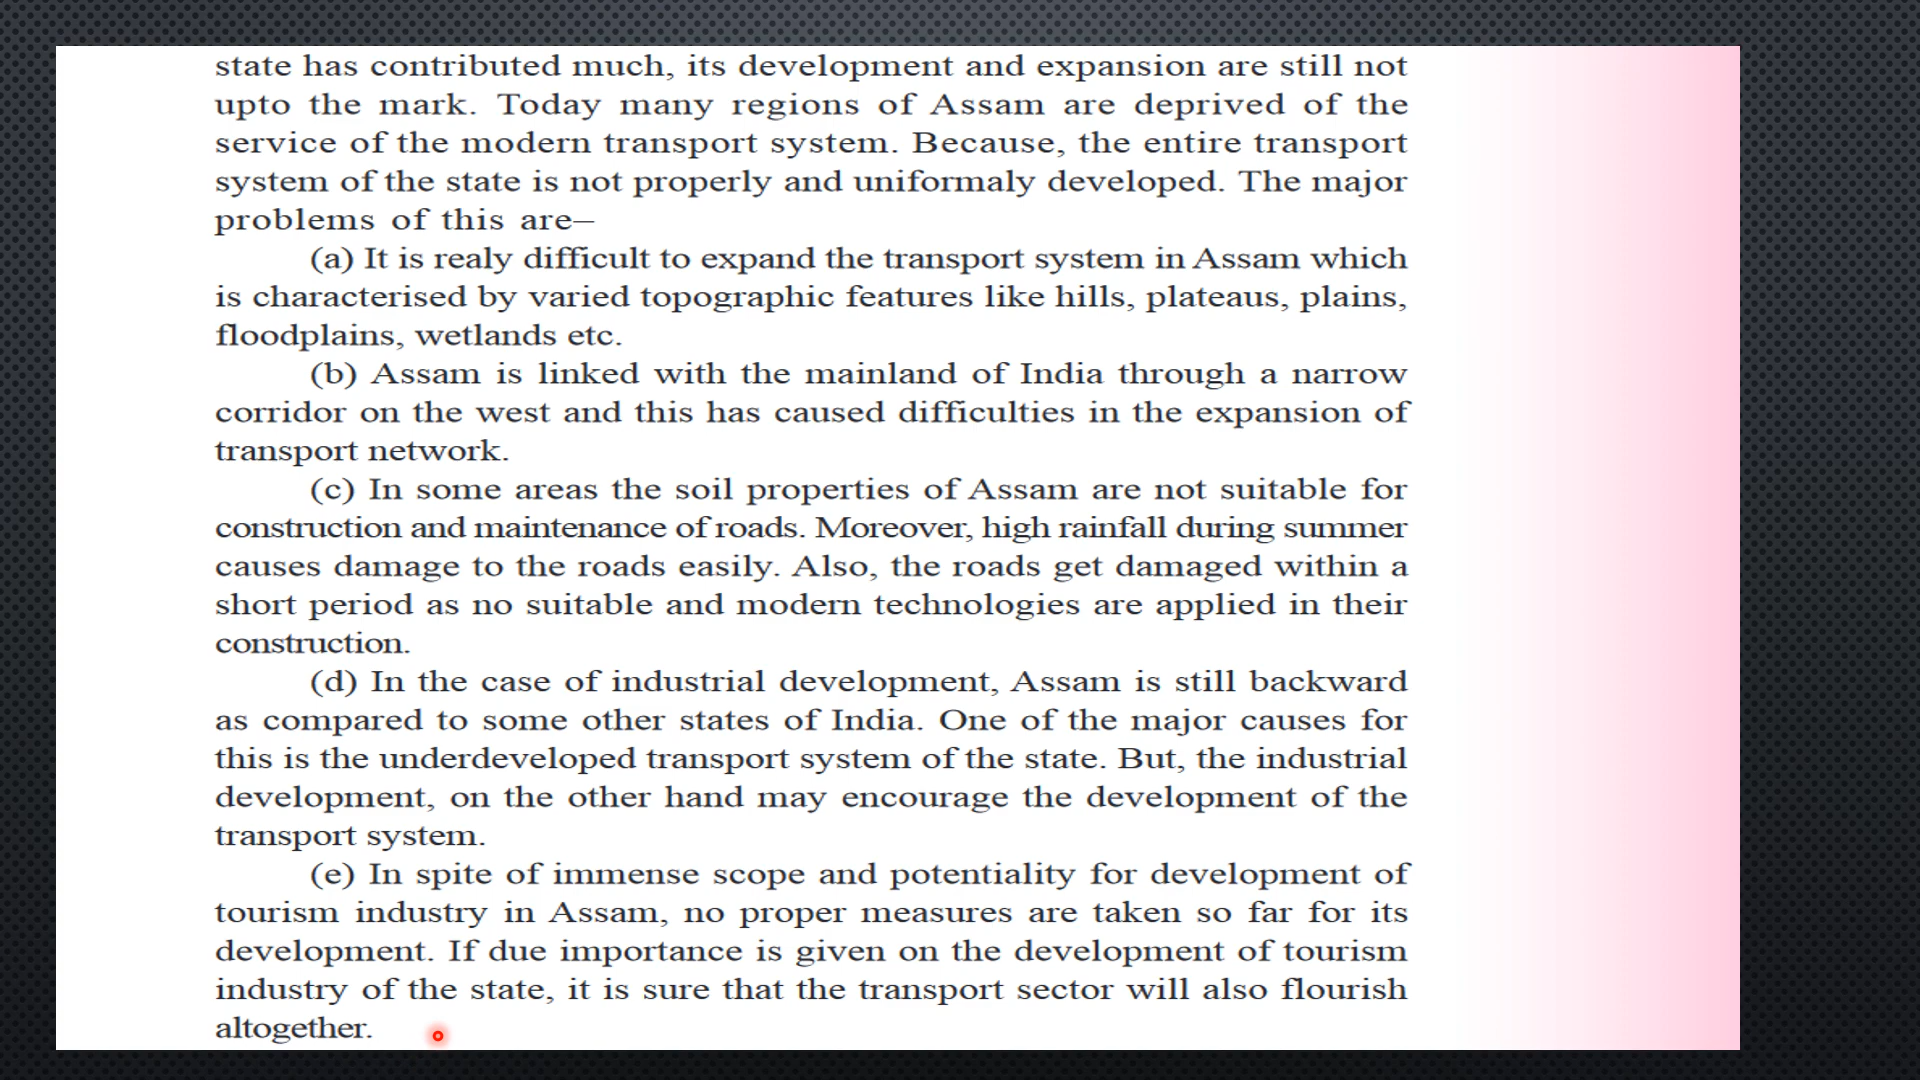 state has contributed much, its development and expansion are still not
upto the mark. Today many regions of Assam are deprived of the
service of the modern transport system. Because, the entire transport
system of the state is not properly and uniformaly developed. The major
problems of this are–
(a) It is realy difficult to expand the transport system in Assam which
is characterised by varied topographic features like hills, plateaus, plains,
floodplains, wetlands etc.
(b) Assam is linked with the mainland of India through a narrow
corridor on the west and this has caused difficulties in the expansion of
transport network.
(c) In some areas the soil properties of Assam are not suitable for
construction and maintenance of roads. Moreover, high rainfall during summer
causes damage to the roads easily. Also, the roads get damaged within a
short period as no suitable and modern technologies are applied in their
construction.
(d) In the case of industrial development, Assam is still backward
as compared to some other states of India. One of the major causes for
this is the underdeveloped transport system of the state. But, the industrial
development, on the other hand may encourage the development of the
transport system.
(e) In spite of immense scope and potentiality for development of
tourism industry in Assam, no proper measures are taken so far for its
development. If due importance is given on the development of tourism
industry of the state, it is sure that the transport sector will also flourish
altogether.